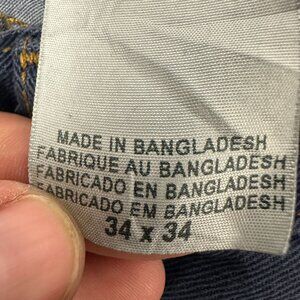 MADE IN BANGLADESH
FABRIQUE AU BANGLADESH
FABRICADO EN BANGLADESH
FABRICADO EM BANGLADESH
34 x 34